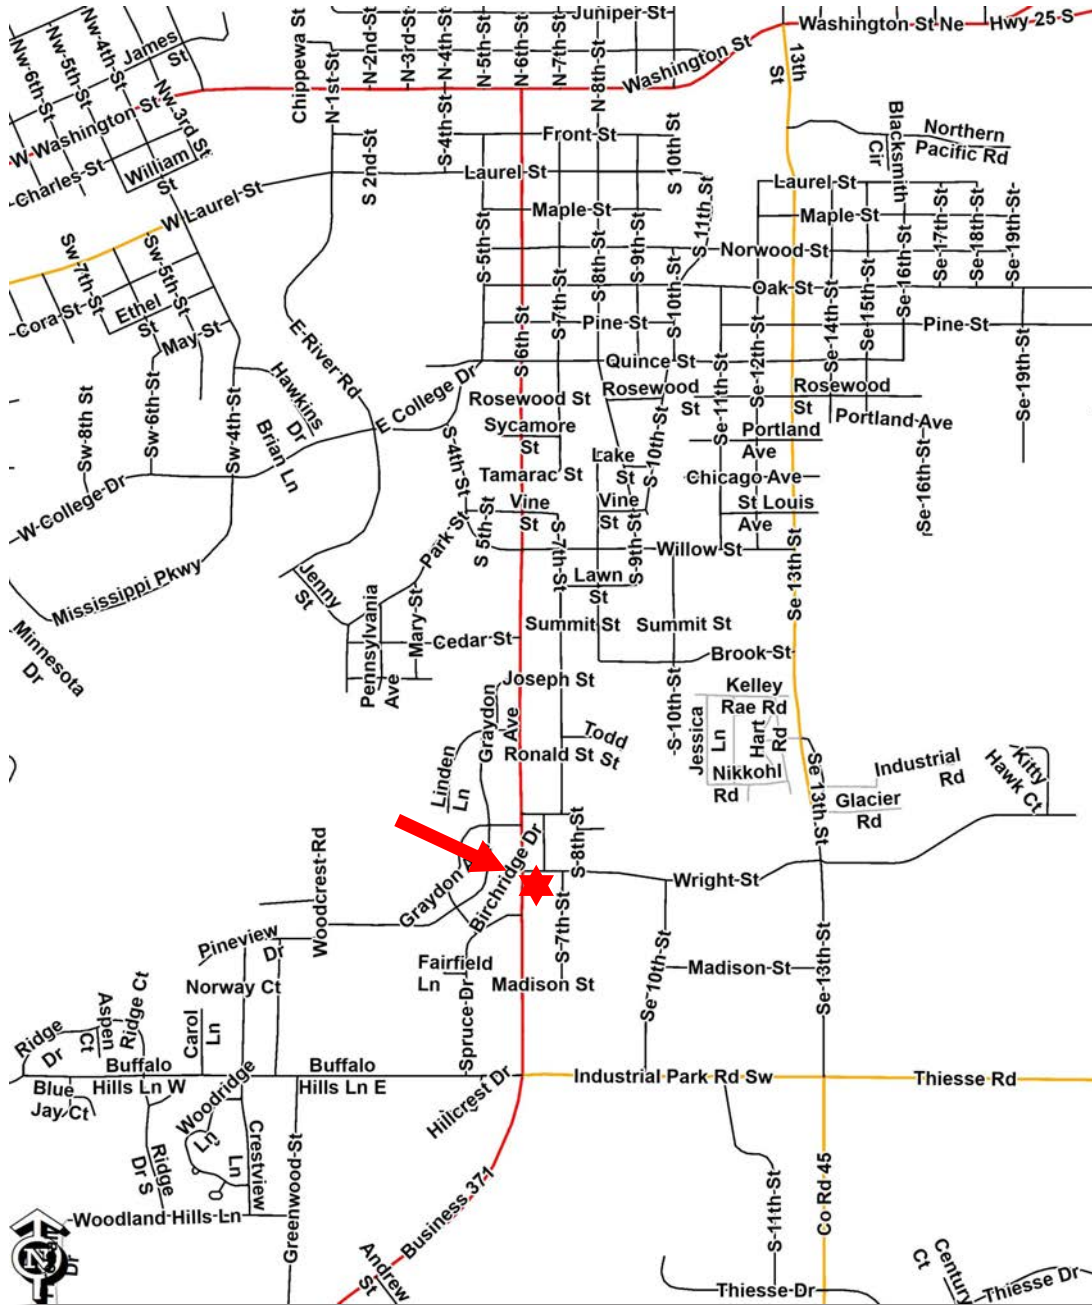 Juniper St
Washington St Ne
Hwy 25 S
Nw 6th St
Nw 5th St
Nw 4th St
James
St
Chippewa St
N 1st St
N 2nd St
N 3rd St
N 4th St
N 5th St
N 6th St
N 7th St
N 8th St
Washington St
13th
St
W Washington St
Nw 3rd St
Charles St
William
St
S 2nd St
S 4th St
Front St
S 10th St
Blacksmith
Cir
Northern
Pacific Rd
W Laurel St
Laurel St
Laurel St
Maple St
Maple St
S 11th St
Norwood St
Sw 7th St
Sw 5th St
Cora St
Ethel
St
May St
S 5th St
S 6th St
S 7th St
S 8th St
S 9th St
S 10th St
Oak St
Se 16th St
Se 17th St
Se 18th St
Se 19th St
Se 14th St
Se 15th St
Pine St
Pine St
E River Rd
Quince St
Se 11th St
Se 12th St
Se 19th St
Hawkins
Dr
Brian Ln
Sw 8th St
Sw 6th St
Sw 4th St
E College Dr
Rosewood St
Rosewood
St
Rosewood
St
Sycamore
St
Portland
Ave
Portland Ave
S 4th St
Tamarac St
Lake
St
S 10th St
Chicago Ave
Se 16th St
W College Dr
Vine
St
Vine
St
St Louis
Ave
Park St
S 5th St
S 7th St
S 9th St
Willow St
Se 13th St
Mississippi Pkwy
Jenny
St
Lawn
St
Minnesota
Dr
Pennsylvania
Ave
Mary St
Cedar St
Summit St
Summit St
Brook St
Joseph St
S 10th St
Kelley
Rae Rd
Jessica
Ln
Hart
Rd
Nikkohl
Rd
Graydon
Ave
Linden
Ln
Ronald St
Todd
St
Se 13th St
Industrial
Rd
Glacier
Rd
Kitty
Hawk Ct
Birchridge Dr
S 8th St
Wright St
Woodcrest Rd
Graydon A
Pineview
Dr
S 7th St
Se 10th St
Se 13th St
Fairfield
Ln
Norway Ct
Madison St
Madison St
Spruce Dr
Ridge
Dr
Aspen
Ct
Ridge Ct
Carol
Ln
Buffalo
Hills Ln W
Buffalo
Hills Ln E
Hillcrest Dr
Industrial Park Rd Sw
Thiesse Rd
Blue
Jay Ct
Woodridge
Ln
Ridge
Dr S
Crestview
Ln
Greenwood St
Woodland Hills Ln
Business 371
S 11th St
Co Rd 45
Andrew
St
Thiesse Dr
Century
Ct
Thiesse Dr
N
Dr